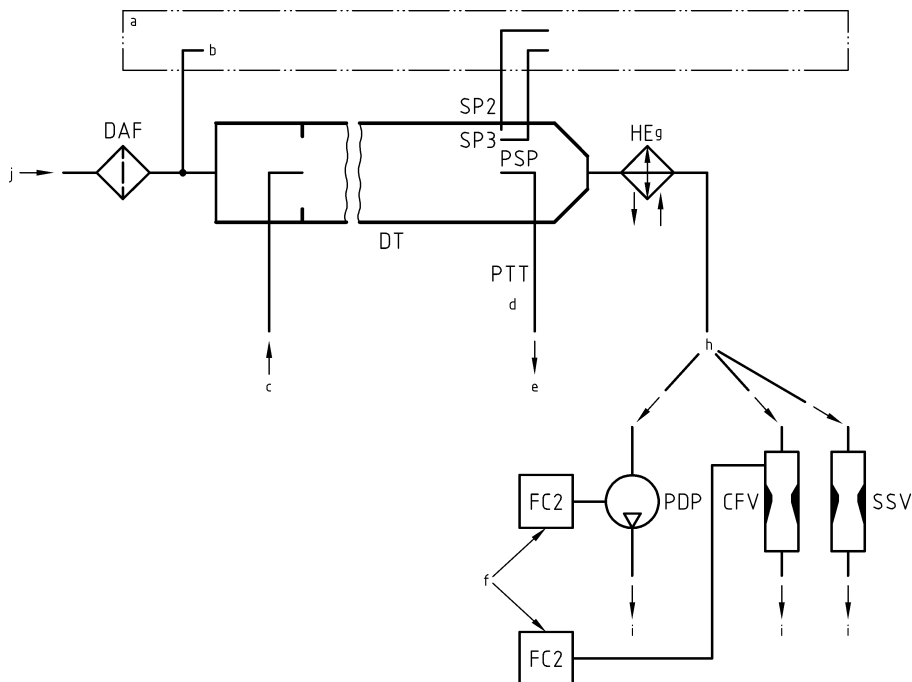 a
b
SP2
DAF
SP3
HEg
PSP
j
DT
PTT
d
c
e
h
FC2
PDP
CFV
SSV
f
i
i
i
FC2